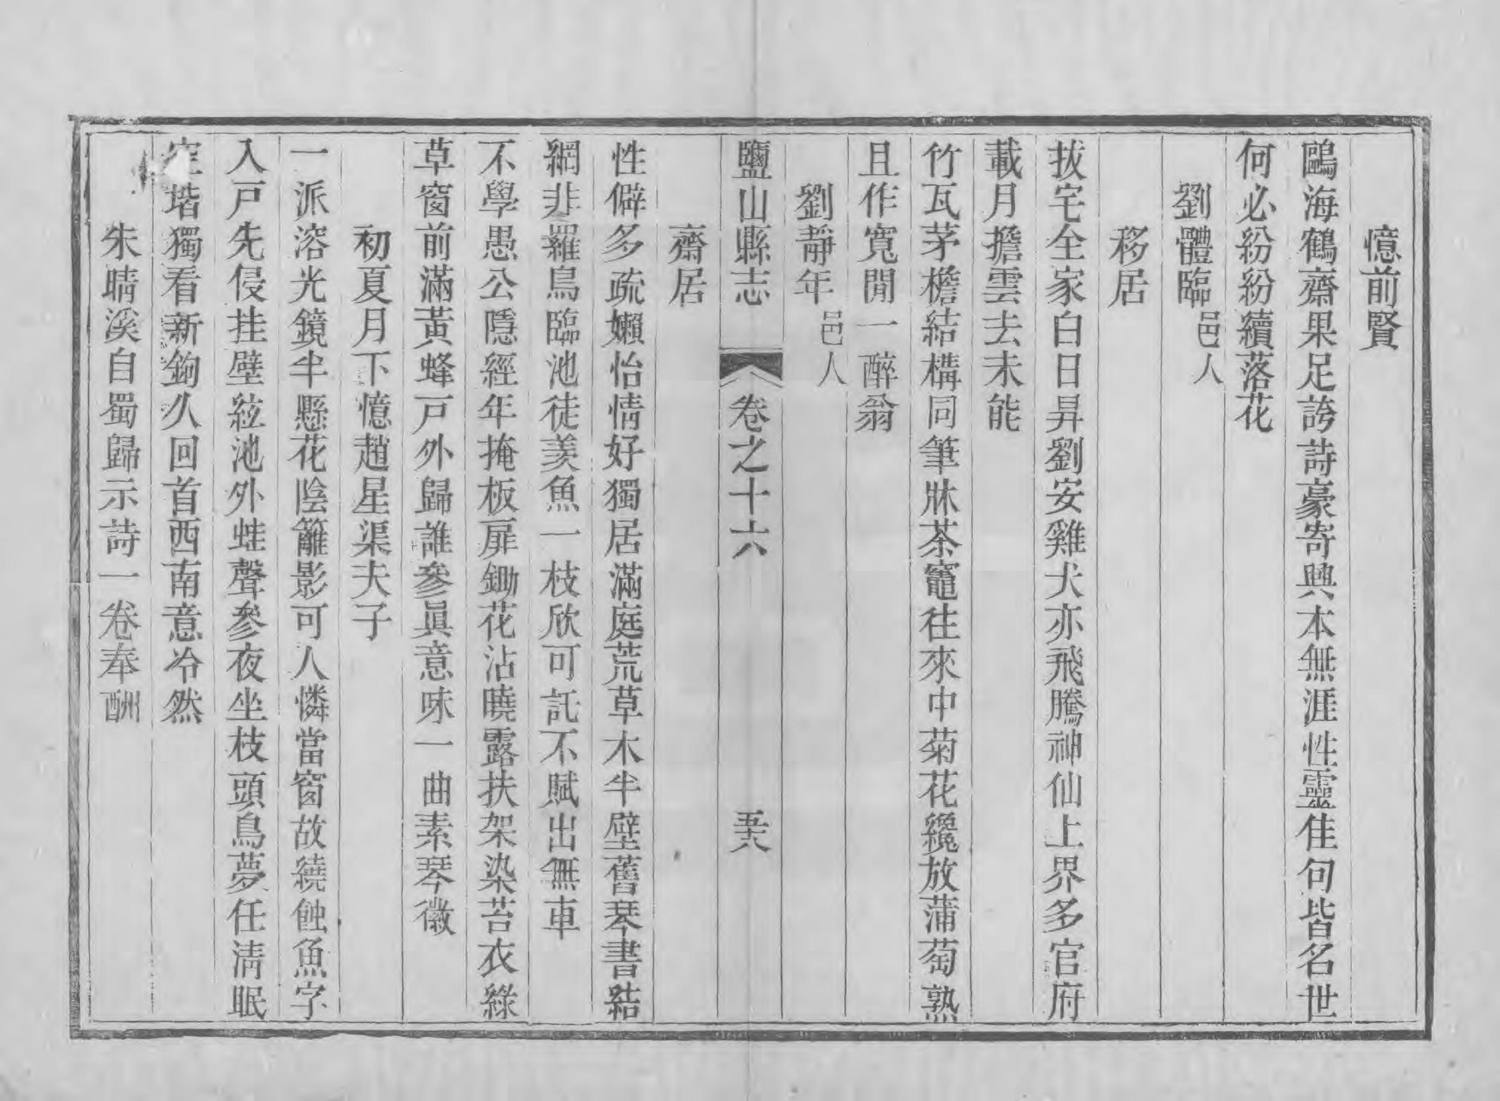 憶前賢
鷗海鶴齋果足誇詩豪寄興本無涯性靈佳句皆名世
何必紛紛續落花
劉體臨邑人
移居
拔宅全家白日昇劉安雞犬亦飛騰神仙上界多官府
載月擔雲去未能
竹瓦茅檐結構同筆牀茶竈往來中菊花纔放蒲萄熟
且作寬閒一醉翁
劉靜年邑人
鹽山縣志 卷之十六 五十八
齋居
性僻多疏嬾怡情好獨居滿庭荒草木半壁舊琴書結
網非羅鳥臨池徒羨魚一枝欣可託不賦出無車
不學愚公隱經年掩板扉鋤花沾曉露扶架染苔衣綠
草窗前滿黃蜂戸外歸誰參眞意味一曲素琴徽
初夏月下憶趙星渠夫子
一派溶光鏡半懸花陰籬影可人憐當窗故繞蝕魚字
入戸先侵挂壁絃池外蛙聲參夜坐枝頭鳥夢任淸眠
堦獨看新鉤久回首西南意冷然
朱晴溪自蜀歸示詩一卷奉酬